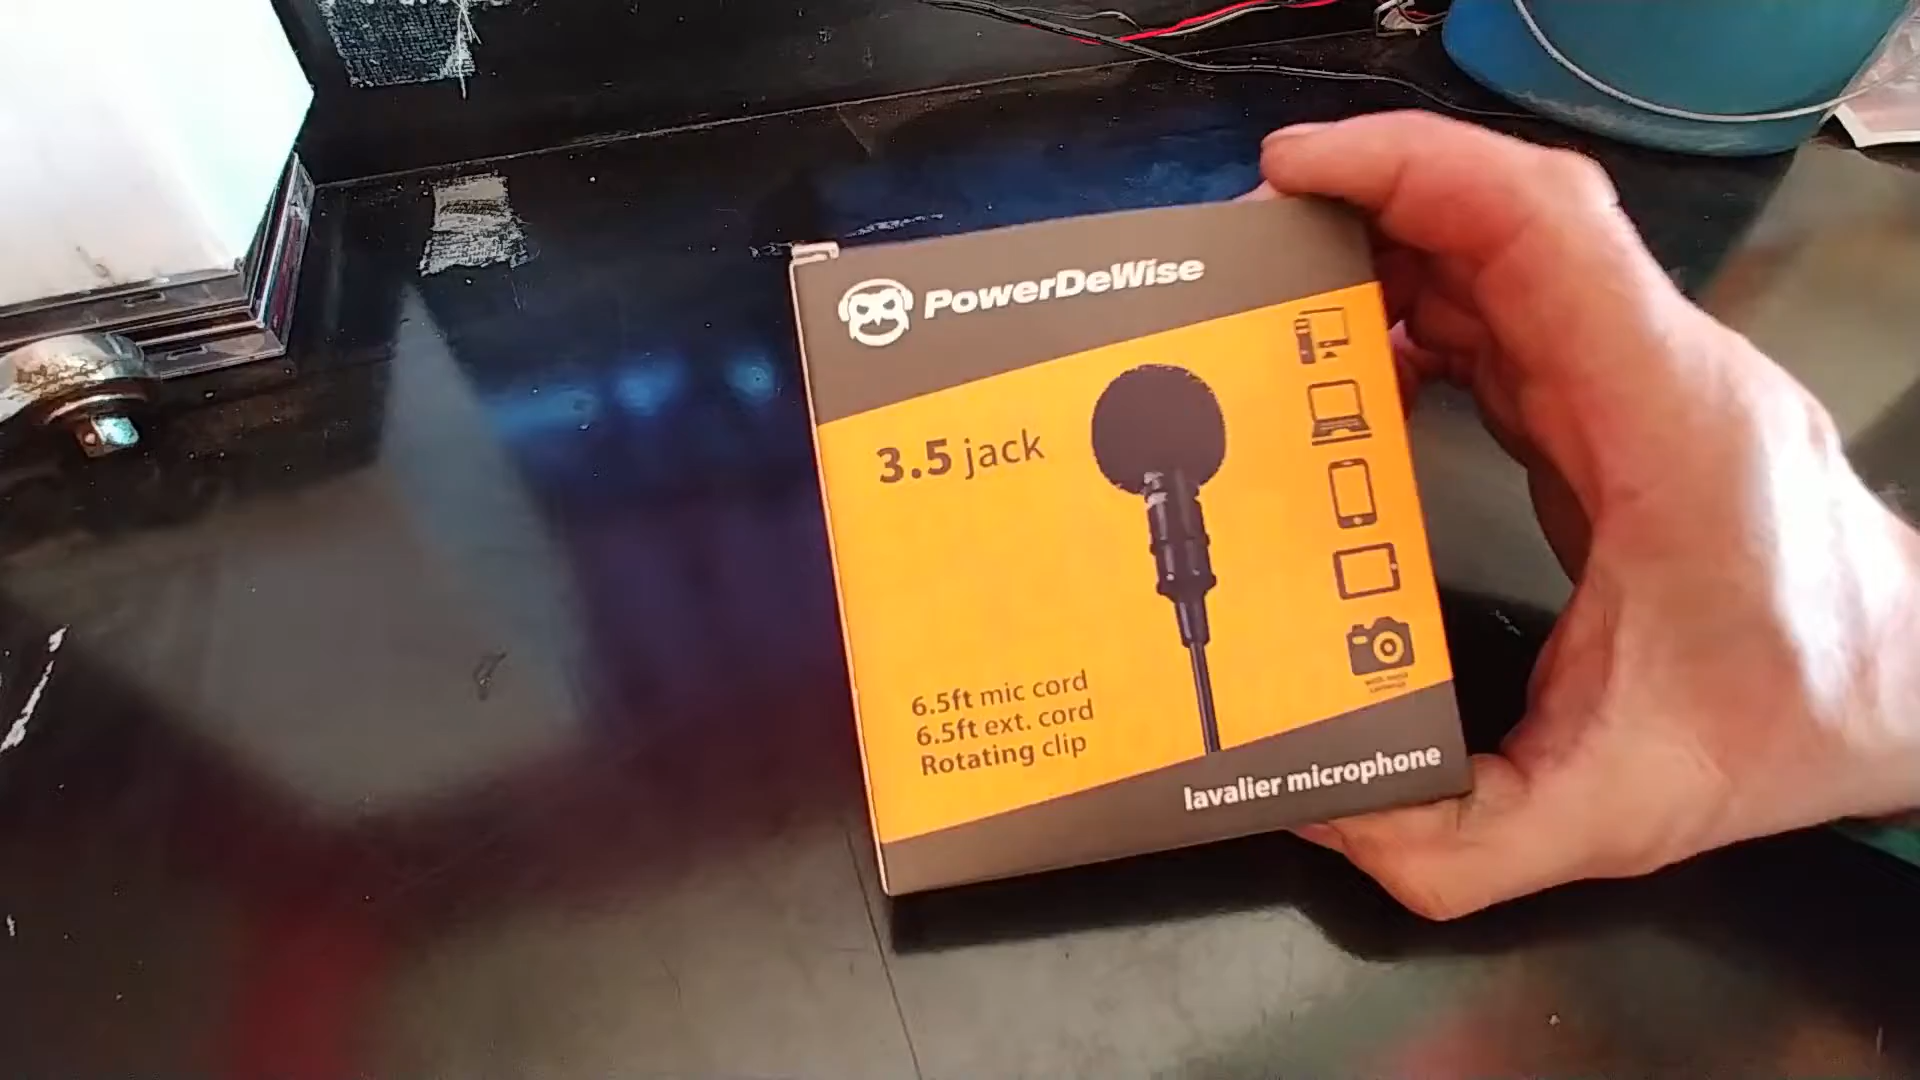 PowerDeWise
3.5 jack
6.5ft mic cord
6.5ft ext. cord
Rotating clip
lavalier microphone